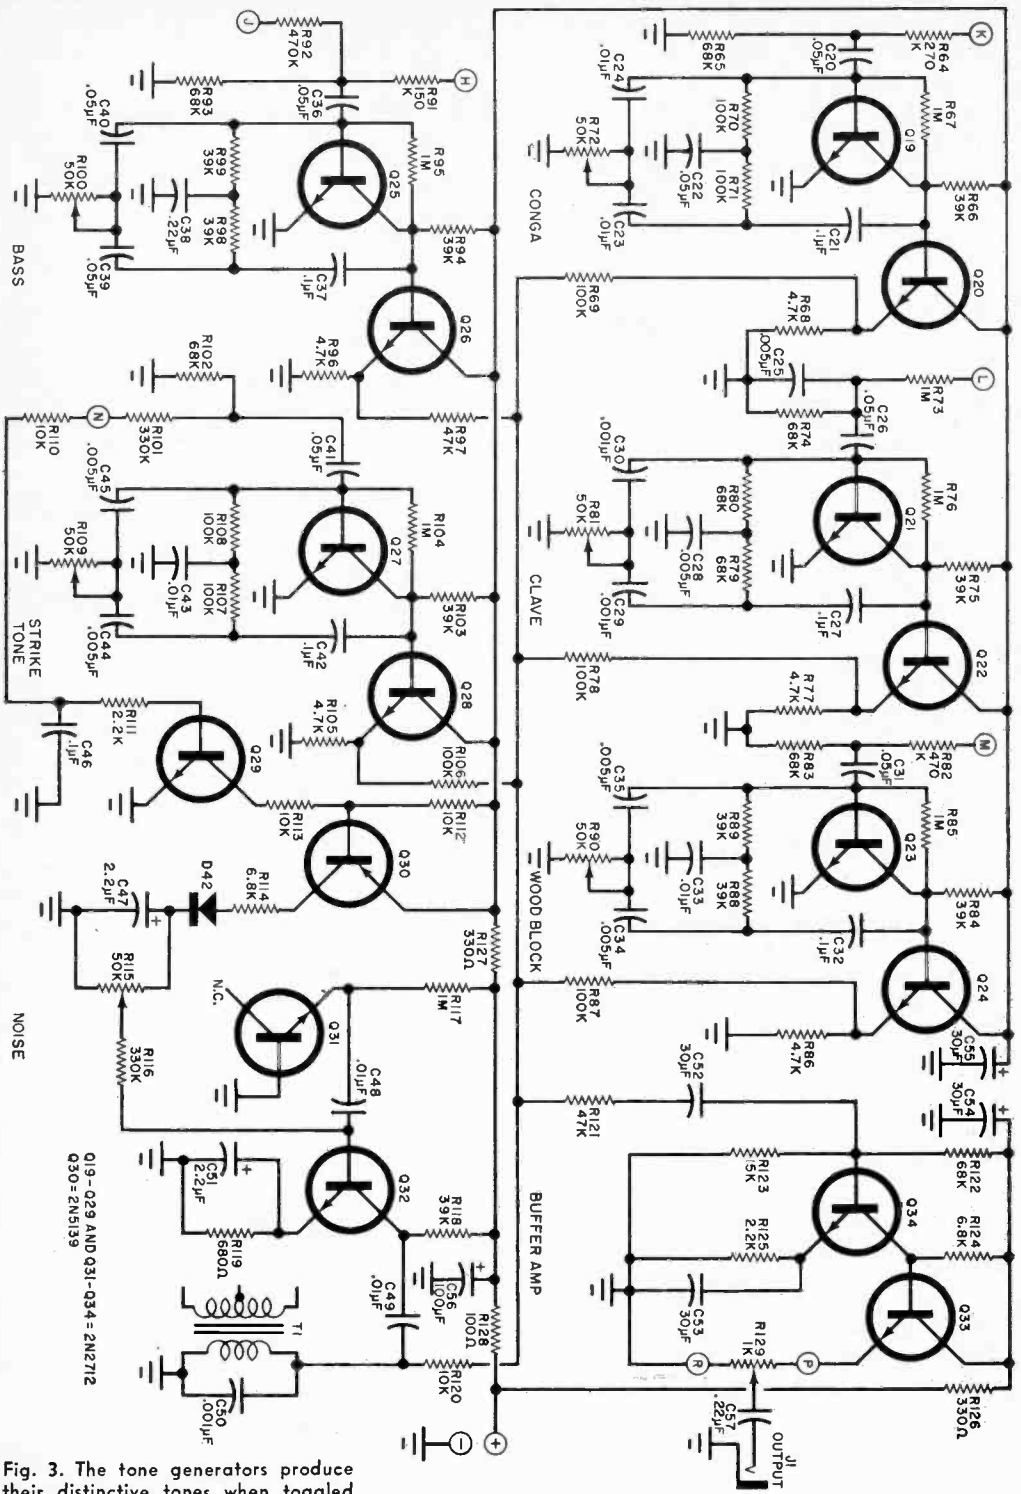 J
R92
470K
H
R91
150
K
R93
68K
C36
.05µF
C40
.05µF
R99
39K
R95
1M
Q25
R100
50K
C38
.22µF
R98
39K
R94
39K
C39
.05µF
C37
.1µF
BASS
Q26
R96
4.7K
R97
47K
R102
68K
N
R101
330K
R110
10K
C41
.05µF
C45
.005µF
R108
100K
R104
1M
Q27
R109
50K
C43
.01µF
R107
100K
R103
39K
C44
.005µF
C42
.1µF
STRIKE
TONE
Q28
R105
4.7K
R106
100K
R111
2.2K
C46
.1µF
Q29
R113
10K
R112
10K
Q30
D42
R114
6.8K
C47
2.2µF
+
R115
50K
R127
330Ω
NOISE
N.C.
Q31
R117
1M
R116
330K
C48
.01µF
Q32
C51
2.2µF
+
R119
680Ω
R118
39K
C56
100µF
+
C49
.01µF
R128
100Ω
T1
R120
10K
C50
.001µF
Q19-Q29 AND Q31-Q34=2N2712
Q30=2N5139
−
+
K
R64
270
K
R65
68K
C20
.05µF
C24
.01µF
R70
100K
R67
1M
Q19
R72
50K
C22
.05µF
R71
100K
R66
39K
C23
.01µF
C21
.1µF
CONGA
Q20
R69
100K
R68
4.7K
C25
.005µF
L
R73
1M
R74
68K
C26
.05µF
C30
.001µF
R80
68K
R76
1M
Q21
R81
50K
C28
.005µF
R79
68K
R75
39K
C29
.001µF
C27
.1µF
CLAVE
Q22
R78
100K
R77
4.7K
M
R82
470
K
R83
68K
C31
.05µF
C35
.005µF
R89
39K
R85
1M
Q23
R90
50K
C33
.01µF
R88
39K
R84
39K
C34
.005µF
C32
.1µF
WOOD BLOCK
Q24
R87
100K
R86
4.7K
C55
30µF
+
C54
30µF
+
C52
30µF
R121
47K
R123
15K
R122
68K
Q34
R125
2.2K
R124
6.8K
BUFFER AMP
C53
30µF
Q33
R129
1K
R
P
R126
330Ω
C57
.22µF
J1
OUTPUT
Fig. 3. The tone generators produce
their distinctive tones when toggled